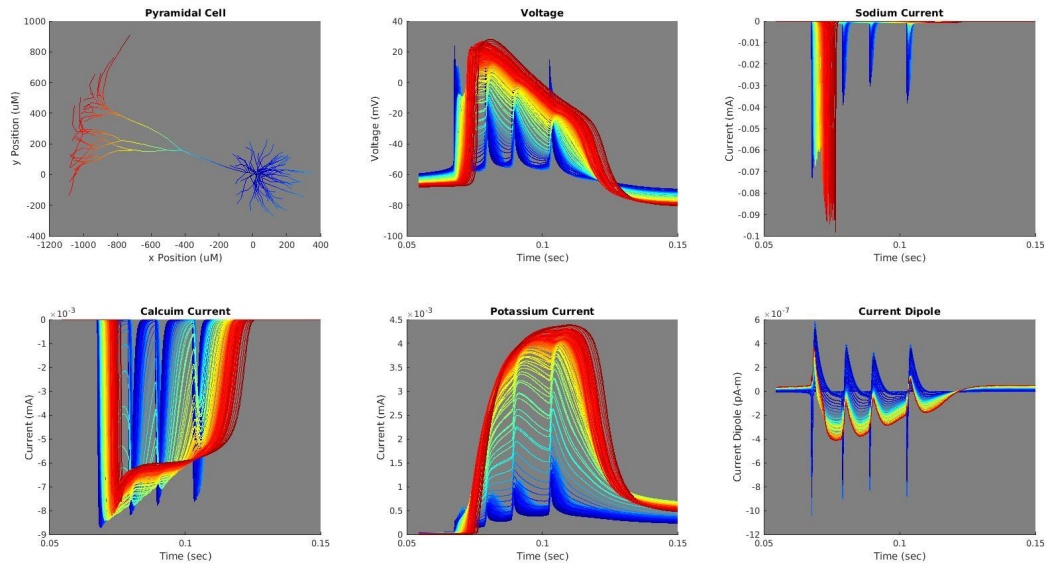 Pyramidal Cell
1000
800
600
400
200
0
-200
-400
y Position (uM)
-1200 -1000 -800 -600 -400 -200 0 200 400
x Position (uM)
Voltage
40
20
0
-20
-40
-60
-80
-100
Voltage (mV)
0.05 0.1 0.15
Time (sec)
Sodium Current
0
-0.01
-0.02
-0.03
-0.04
-0.05
-0.06
-0.07
-0.08
-0.09
-0.1
Current (mA)
0.05 0.1 0.15
Time (sec)
Calcuim Current
×10-3
0
-1
-2
-3
-4
-5
-6
-7
-8
-9
Current (mA)
0.05 0.1 0.15
Time (sec)
Potassium Current
×10-3
4.5
4
3.5
3
2.5
2
1.5
1
0.5
0
Current (mA)
0.05 0.1 0.15
Time (sec)
Current Dipole
×10-7
6
4
2
0
-2
-4
-6
-8
-10
-12
Current Dipole (pA-m)
0.05 0.1 0.15
Time (sec)